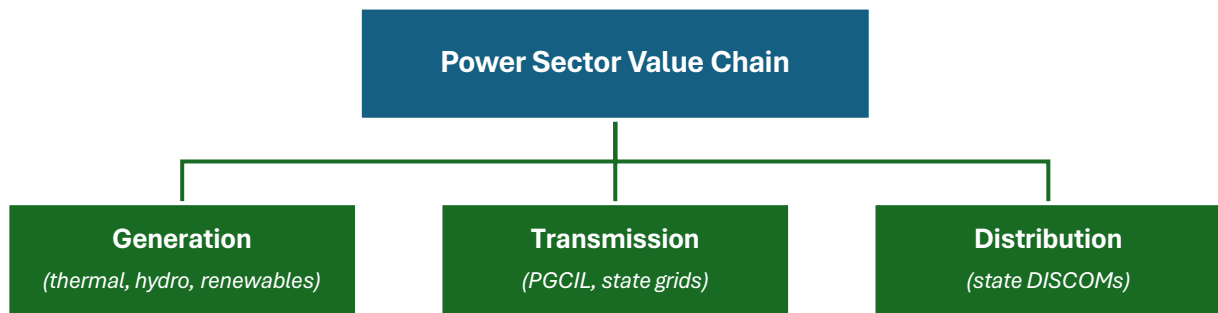 Power Sector Value Chain
Generation
(thermal, hydro, renewables)
Transmission
(PGCIL, state grids)
Distribution
(state DISCOMs)